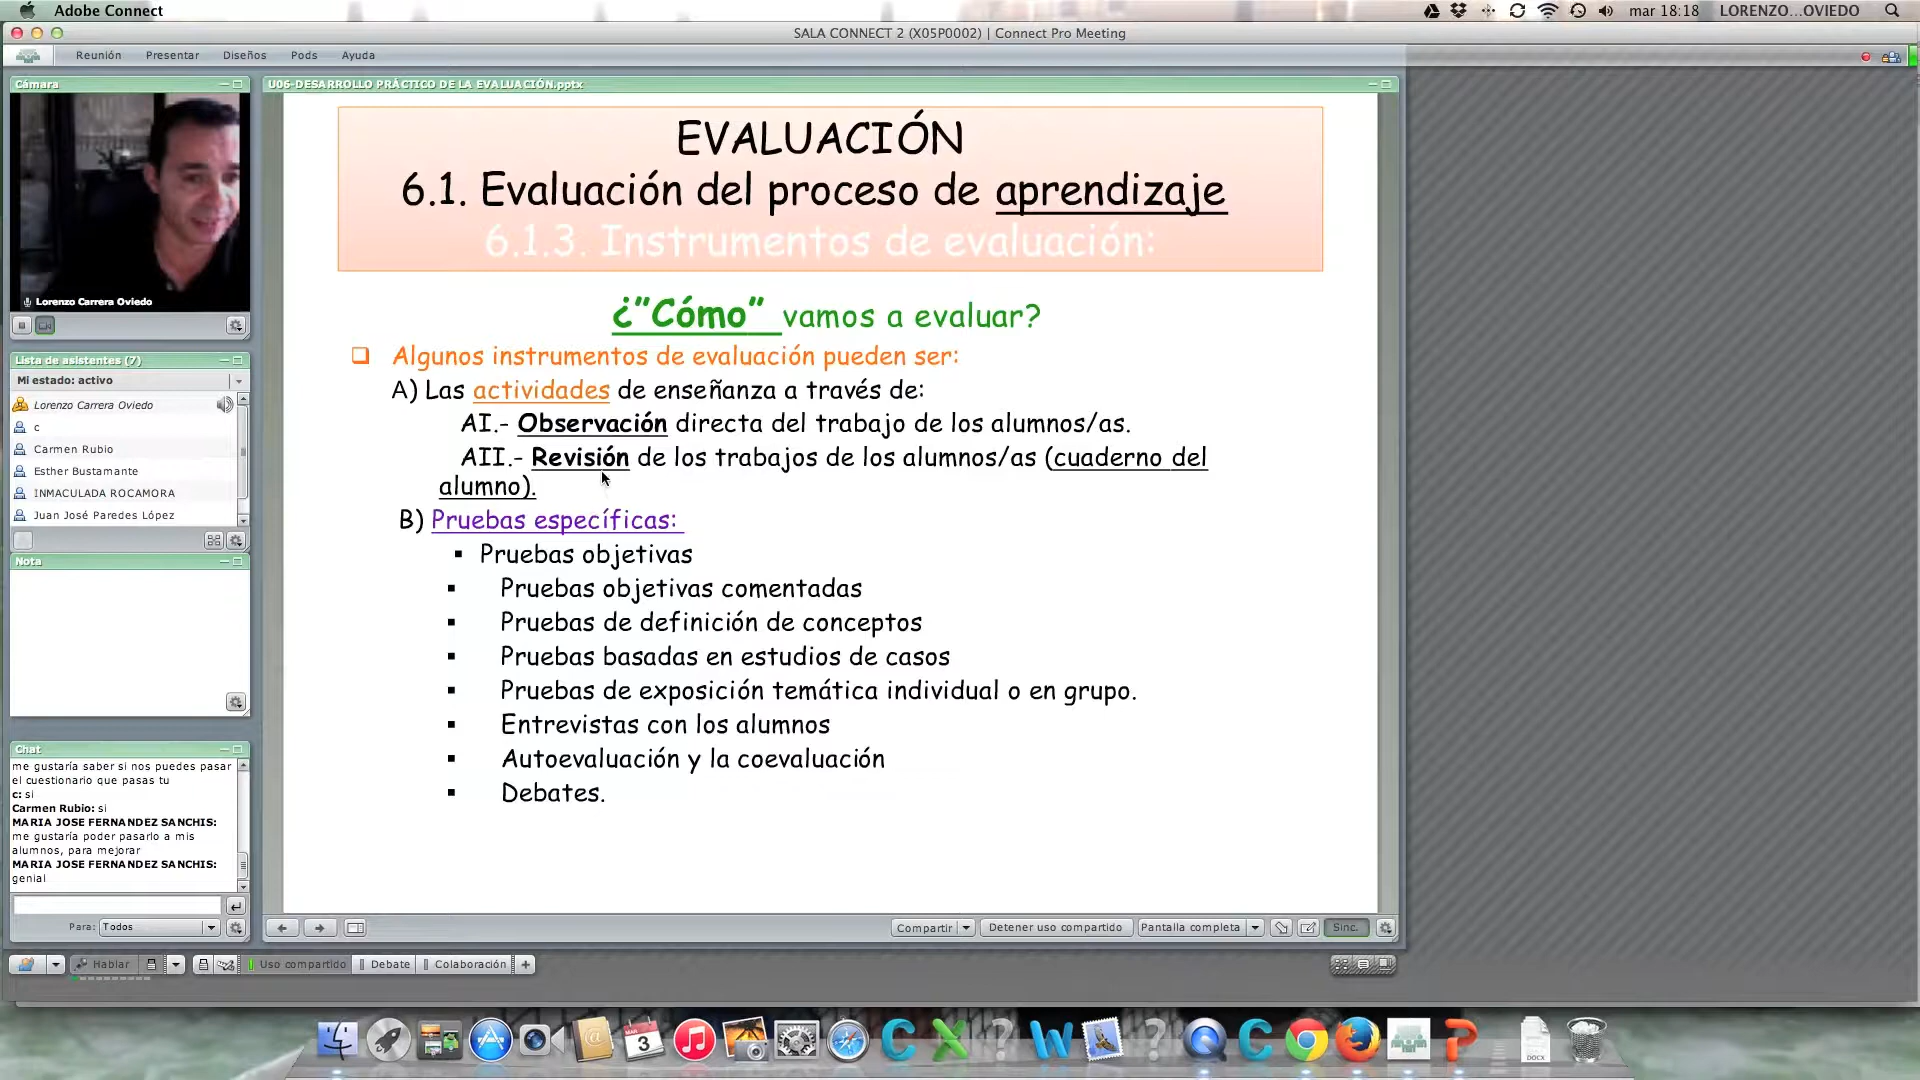 Adobe Connect
mar 18:18 LORENZO...OVIEDO
SALA CONNECT 2 (X05P0002) | Connect Pro Meeting
Reunión Presentar Diseños Pods Ayuda
Cámara
Lorenzo Carrera Oviedo
Lista de asistentes (7)
Mi estado: activo
Lorenzo Carrera Oviedo
c
Carmen Rubio
Esther Bustamante
INMACULADA ROCAMORA
Juan José Paredes López
Nota
Chat
me gustaría saber si nos puedes pasar
el cuestionario que pasas tu
c: si
Carmen Rubio: si
MARIA JOSE FERNANDEZ SANCHIS:
me gustaría poder pasarlo a mis
alumnos, para mejorar
MARIA JOSE FERNANDEZ SANCHIS:
genial
Para: Todos
U06-DESARROLLO PRÁCTICO DE LA EVALUACIÓN.pptx
EVALUACIÓN
6.1. Evaluación del proceso de aprendizaje
6.1.3. Instrumentos de evaluación:
¿"Cómo" vamos a evaluar?
❑ Algunos instrumentos de evaluación pueden ser:
A) Las actividades de enseñanza a través de:
AI.- Observación directa del trabajo de los alumnos/as.
AII.- Revisión de los trabajos de los alumnos/as (cuaderno del
alumno).
B) Pruebas específicas:
▪ Pruebas objetivas
▪ Pruebas objetivas comentadas
▪ Pruebas de definición de conceptos
▪ Pruebas basadas en estudios de casos
▪ Pruebas de exposición temática individual o en grupo.
▪ Entrevistas con los alumnos
▪ Autoevaluación y la coevaluación
▪ Debates.
Compartir Detener uso compartido Pantalla completa Sinc.
Hablar Uso compartido Debate Colaboración +
MAR
3
DOCX